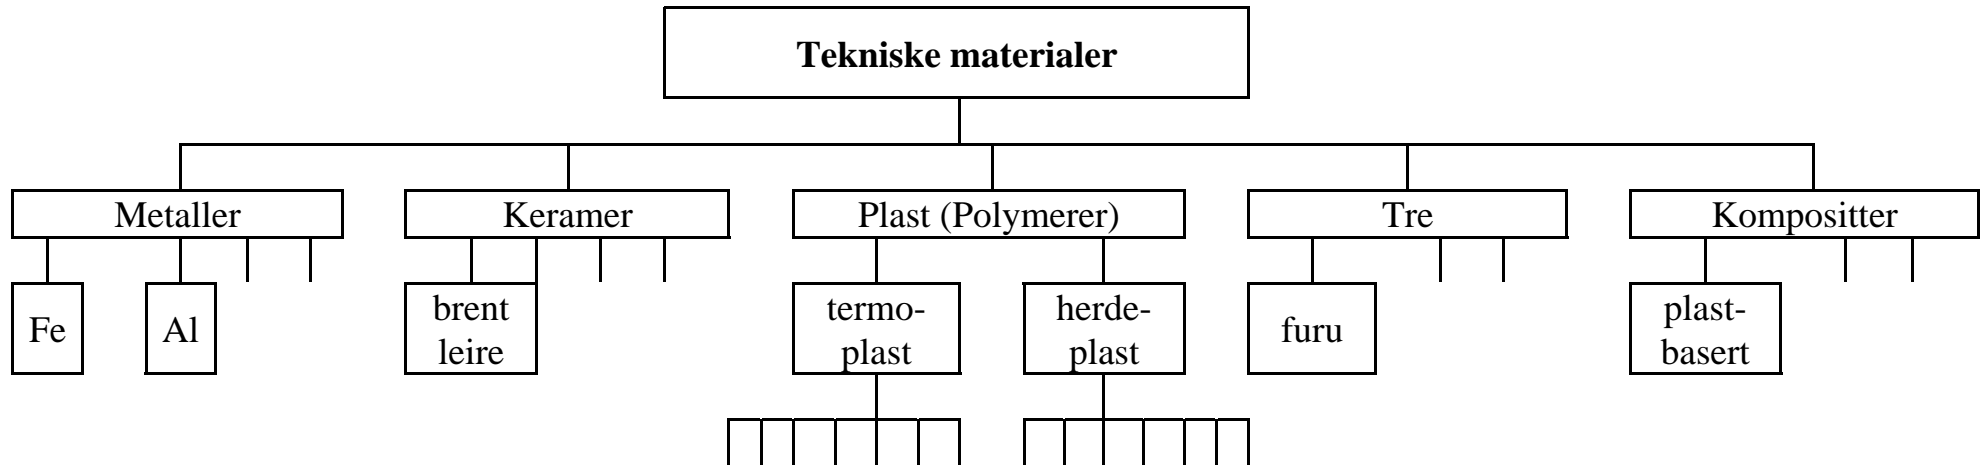 Tekniske materialer
Metaller
Keramer
Plast (Polymerer)
Tre
Kompositter
Fe
Al
brent
leire
termo-
plast
herde-
plast
furu
plast-
basert